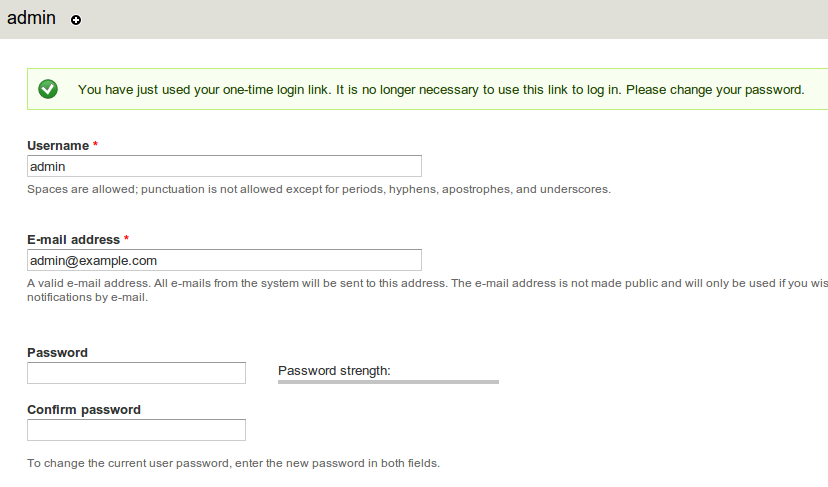 admin
You have just used your one-time login link. It is no longer necessary to use this link to log in. Please change your password.
Username *
admin
Spaces are allowed; punctuation is not allowed except for periods, hyphens, apostrophes, and underscores.
E-mail address *
admin@example.com
A valid e-mail address. All e-mails from the system will be sent to this address. The e-mail address is not made public and will only be used if you wis
notifications by e-mail.
Password
Password strength:
Confirm password
To change the current user password, enter the new password in both fields.